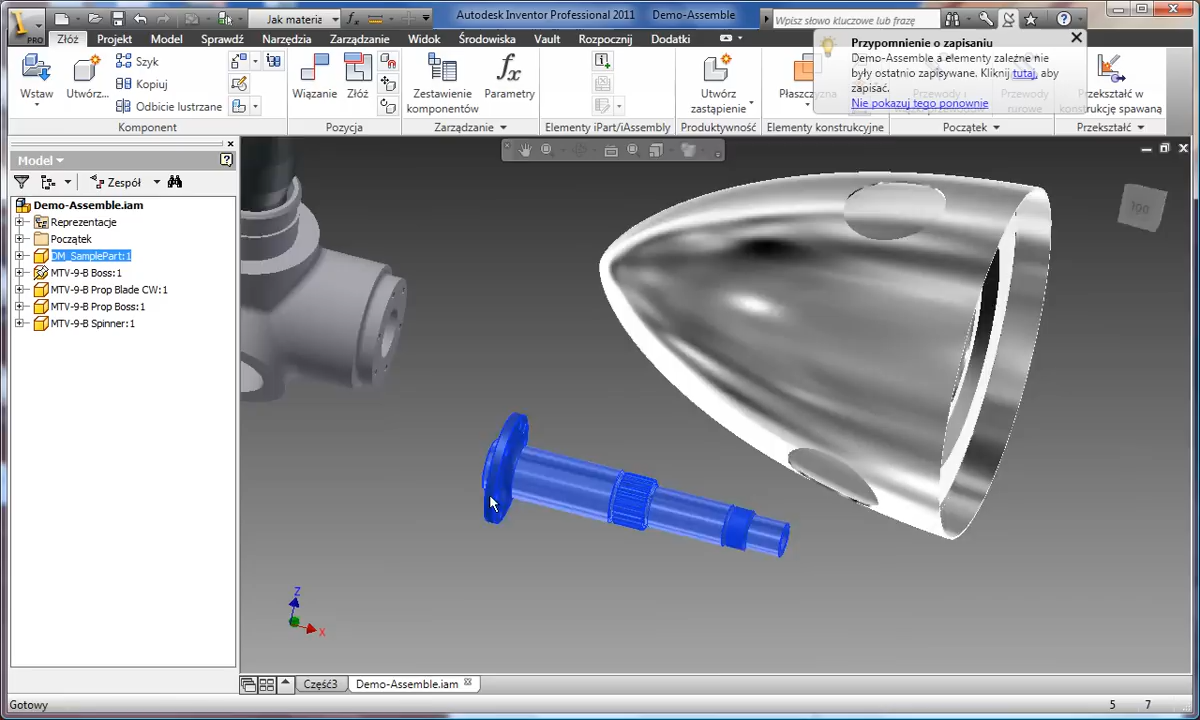 Jak materia
Autodesk Inventor Professional 2011 Demo-Assemble
Wpisz słowo kluczowe lub frazę
PRO
Złóż Projekt Model Sprawdź Narzędzia Zarządzanie Widok Środowiska Vault Rozpocznij Dodatki
Wstaw
Utwórz...
Szyk
Kopiuj
Odbicie lustrzane
Komponent
Wiązanie
Złóż
Pozycja
Zestawienie
komponentów
Parametry
Zarządzanie
Elementy iPart/iAssembly
Utwórz
zastąpienie
Produktywność
Płaszcz
Elementy konstrukcyjne
Przewody
rurowe
Początek
Przekształć w
konstrukcję spawaną
Przekształć
Przypomnienie o zapisaniu
Demo-Assemble a elementy zależne nie
były ostatnio zapisywane. Kliknij tutaj, aby
zapisać.
Nie pokazuj tego ponownie
Model
Zespół
Demo-Assemble.iam
Reprezentacje
Początek
DM_SamplePart:1
MTV-9-B Boss:1
MTV-9-B Prop Blade CW:1
MTV-9-B Prop Boss:1
MTV-9-B Spinner:1
Z
X
Część3
Demo-Assemble.iam
Gotowy
5 7